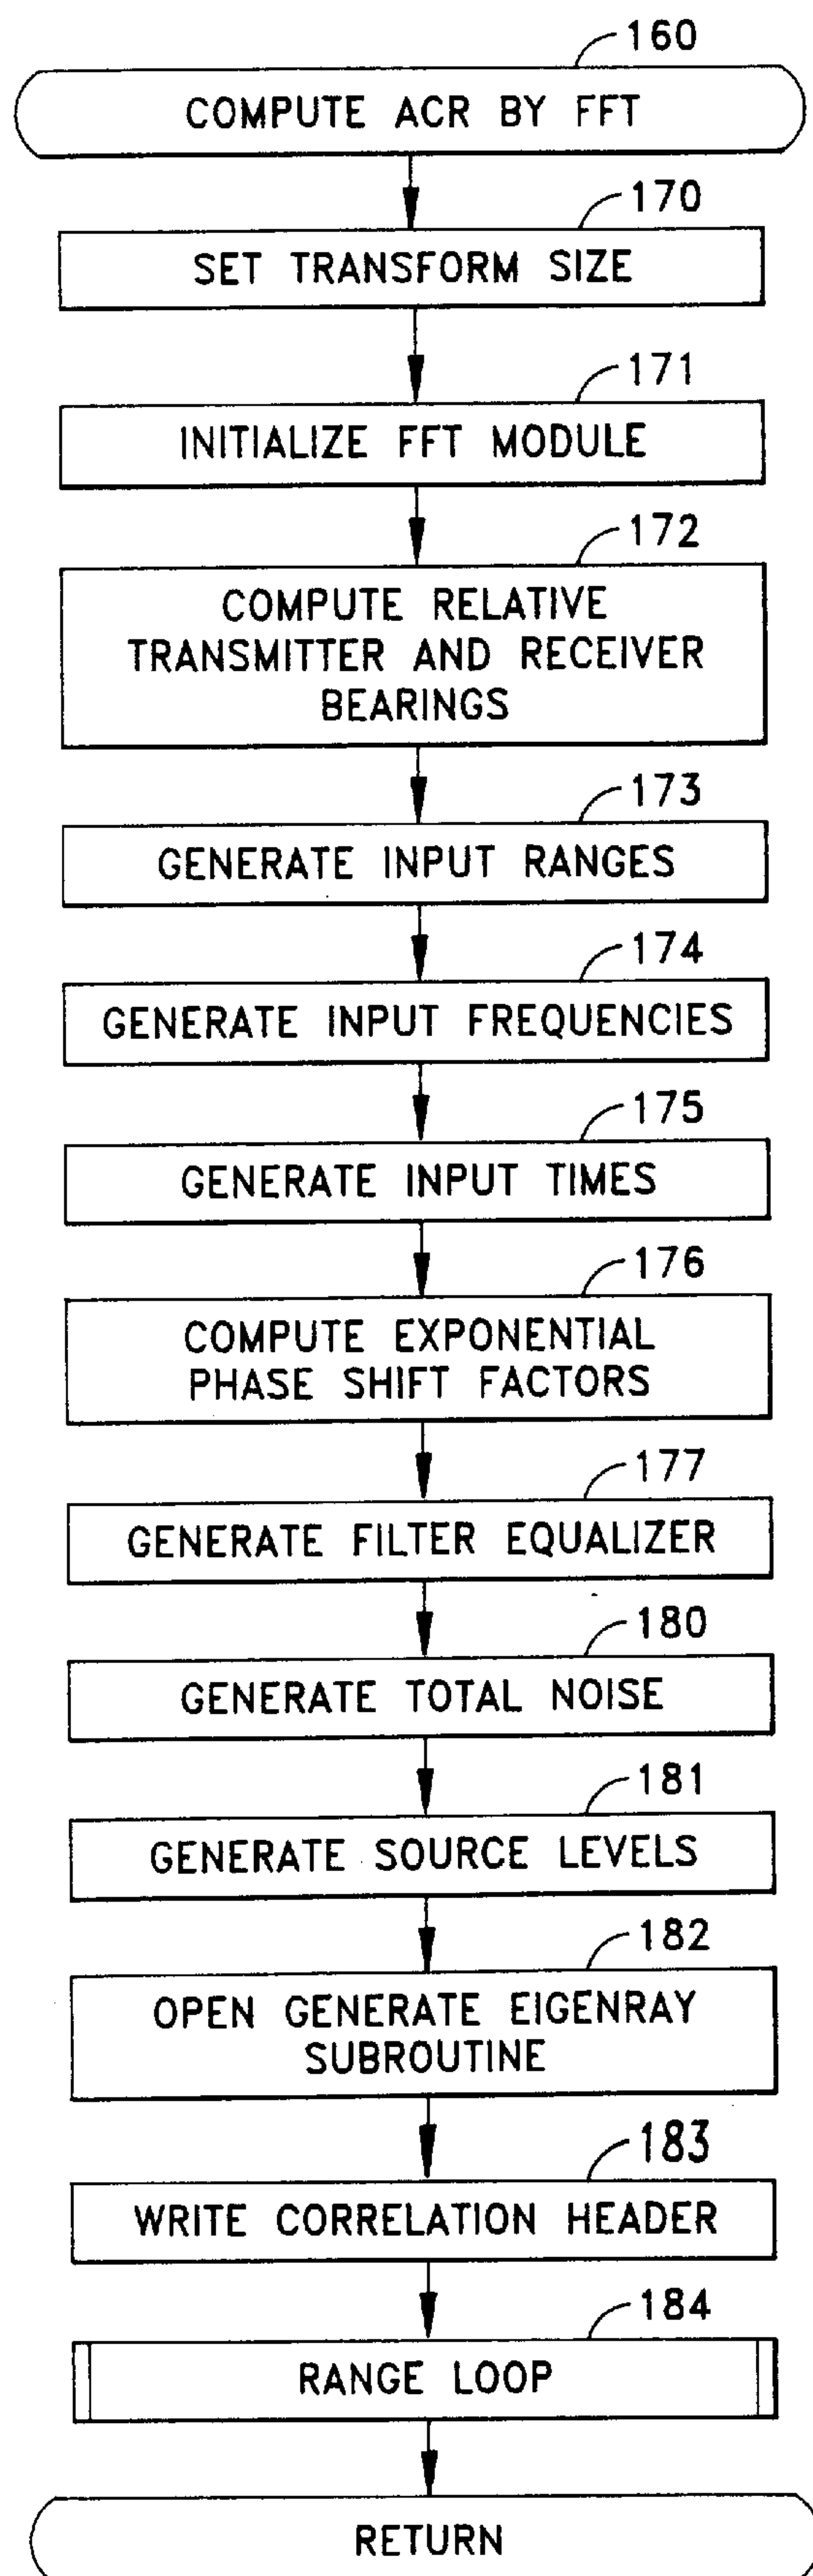 160
COMPUTE ACR BY FFT
170
SET TRANSFORM SIZE
171
INITIALIZE FFT MODULE
172
COMPUTE RELATIVE
TRANSMITTER AND RECEIVER
BEARINGS
173
GENERATE INPUT RANGES
174
GENERATE INPUT FREQUENCIES
175
GENERATE INPUT TIMES
176
COMPUTE EXPONENTIAL
PHASE SHIFT FACTORS
177
GENERATE FILTER EQUALIZER
180
GENERATE TOTAL NOISE
181
GENERATE SOURCE LEVELS
182
OPEN GENERATE EIGENRAY
SUBROUTINE
183
WRITE CORRELATION HEADER
184
RANGE LOOP
RETURN